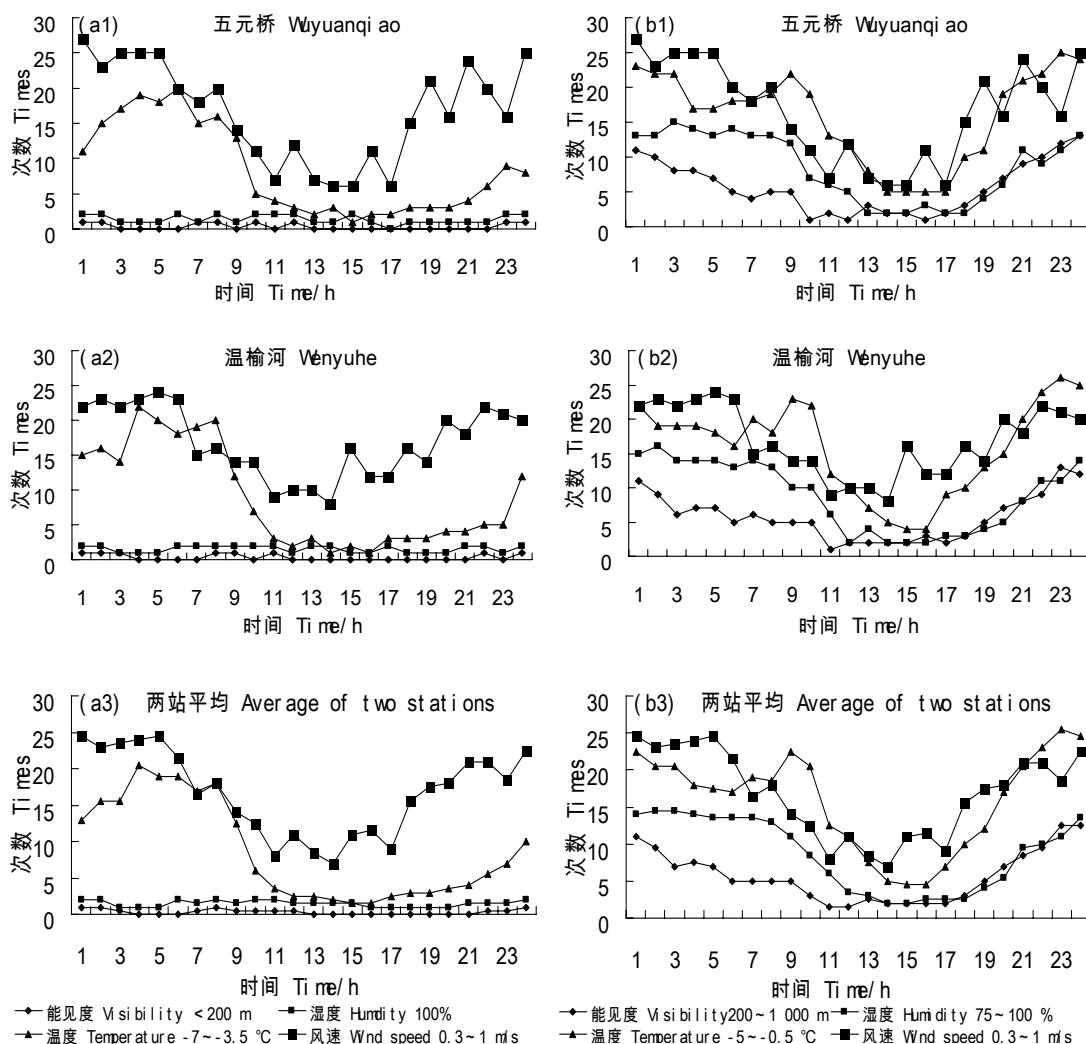 (a1) 五元桥 Wuyuanqiao
30
25
20
15
10
5
0
次数 Times
1 3 5 7 9 11 13 15 17 19 21 23
时间 Time/h
(b1) 五元桥 Wuyuanqiao
30
25
20
15
10
5
0
次数 Times
1 3 5 7 9 11 13 15 17 19 21 23
时间 Time/h
(a2) 温榆河 Wenyuhe
30
25
20
15
10
5
0
次数 Times
1 3 5 7 9 11 13 15 17 19 21 23
时间 Time/h
(b2) 温榆河 Wenyuhe
30
25
20
15
10
5
0
次数 Times
1 3 5 7 9 11 13 15 17 19 21 23
时间 Time/h
(a3) 两站平均 Average of two stations
30
25
20
15
10
5
0
次数 Times
1 3 5 7 9 11 13 15 17 19 21 23
时间 Time/h
(b3) 两站平均 Average of two stations
30
25
20
15
10
5
0
次数 Times
1 3 5 7 9 11 13 15 17 19 21 23
时间 Time/h
能见度 Visibility <200 m 湿度 Humdity 100%
温度 Temperature -7~-3.5 ℃ 风速 Wind speed 0.3~1 m/s
能见度 Visibility200~1 000 m 湿度 Humidity 75~100 %
温度 Temperature -5~-0.5 ℃ 风速 Wind speed 0.3~1 m/s